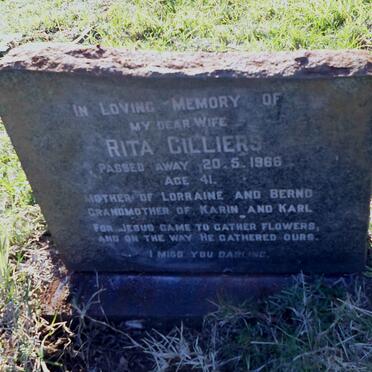 IN LOVING MEMORY OF
MY DEAR WIFE
RITA CILLIERS
PASSED AWAY 20.5.1966
AGE 41.
MOTHER OF LORRAINE AND BERND
GRANDMOTHER OF KARIN AND KARL
FOR JESUS CAME TO GATHER FLOWERS,
AND ON THE WAY HE GATHERED OURS.
I MISS YOU DARLING.